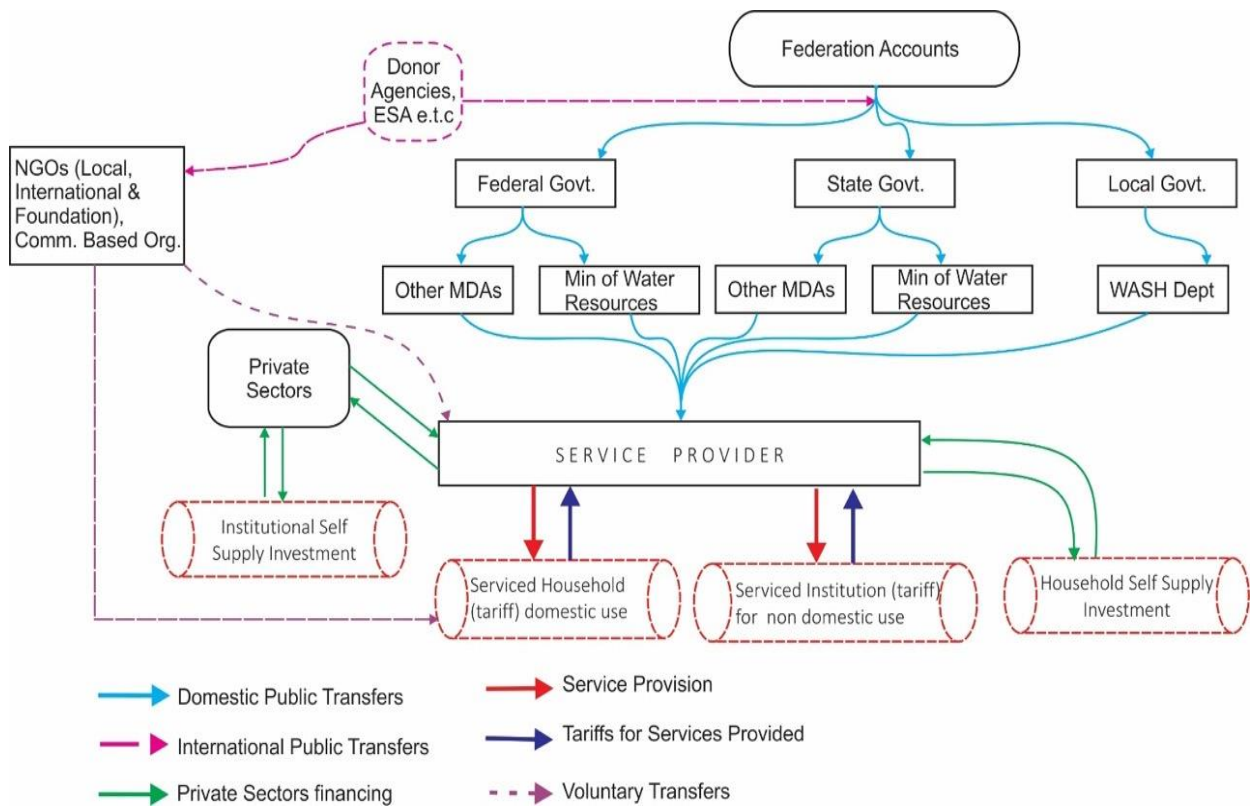 Federation Accounts
Donor
Agencies,
ESA e.t.c
NGOs (Local,
International &
Foundation),
Comm. Based Org.
Federal Govt.
State Govt.
Local Govt.
Other MDAs
Min of Water
Resources
Other MDAs
Min of Water
Resources
WASH Dept
Private
Sectors
SERVICE PROVIDER
Institutional Self
Supply Investment
Serviced Household
(tariff) domestic use
Serviced Institution (tariff)
for non domestic use
Household Self Supply
Investment
Domestic Public Transfers
International Public Transfers
Private Sectors financing
Service Provision
Tariffs for Services Provided
Voluntary Transfers